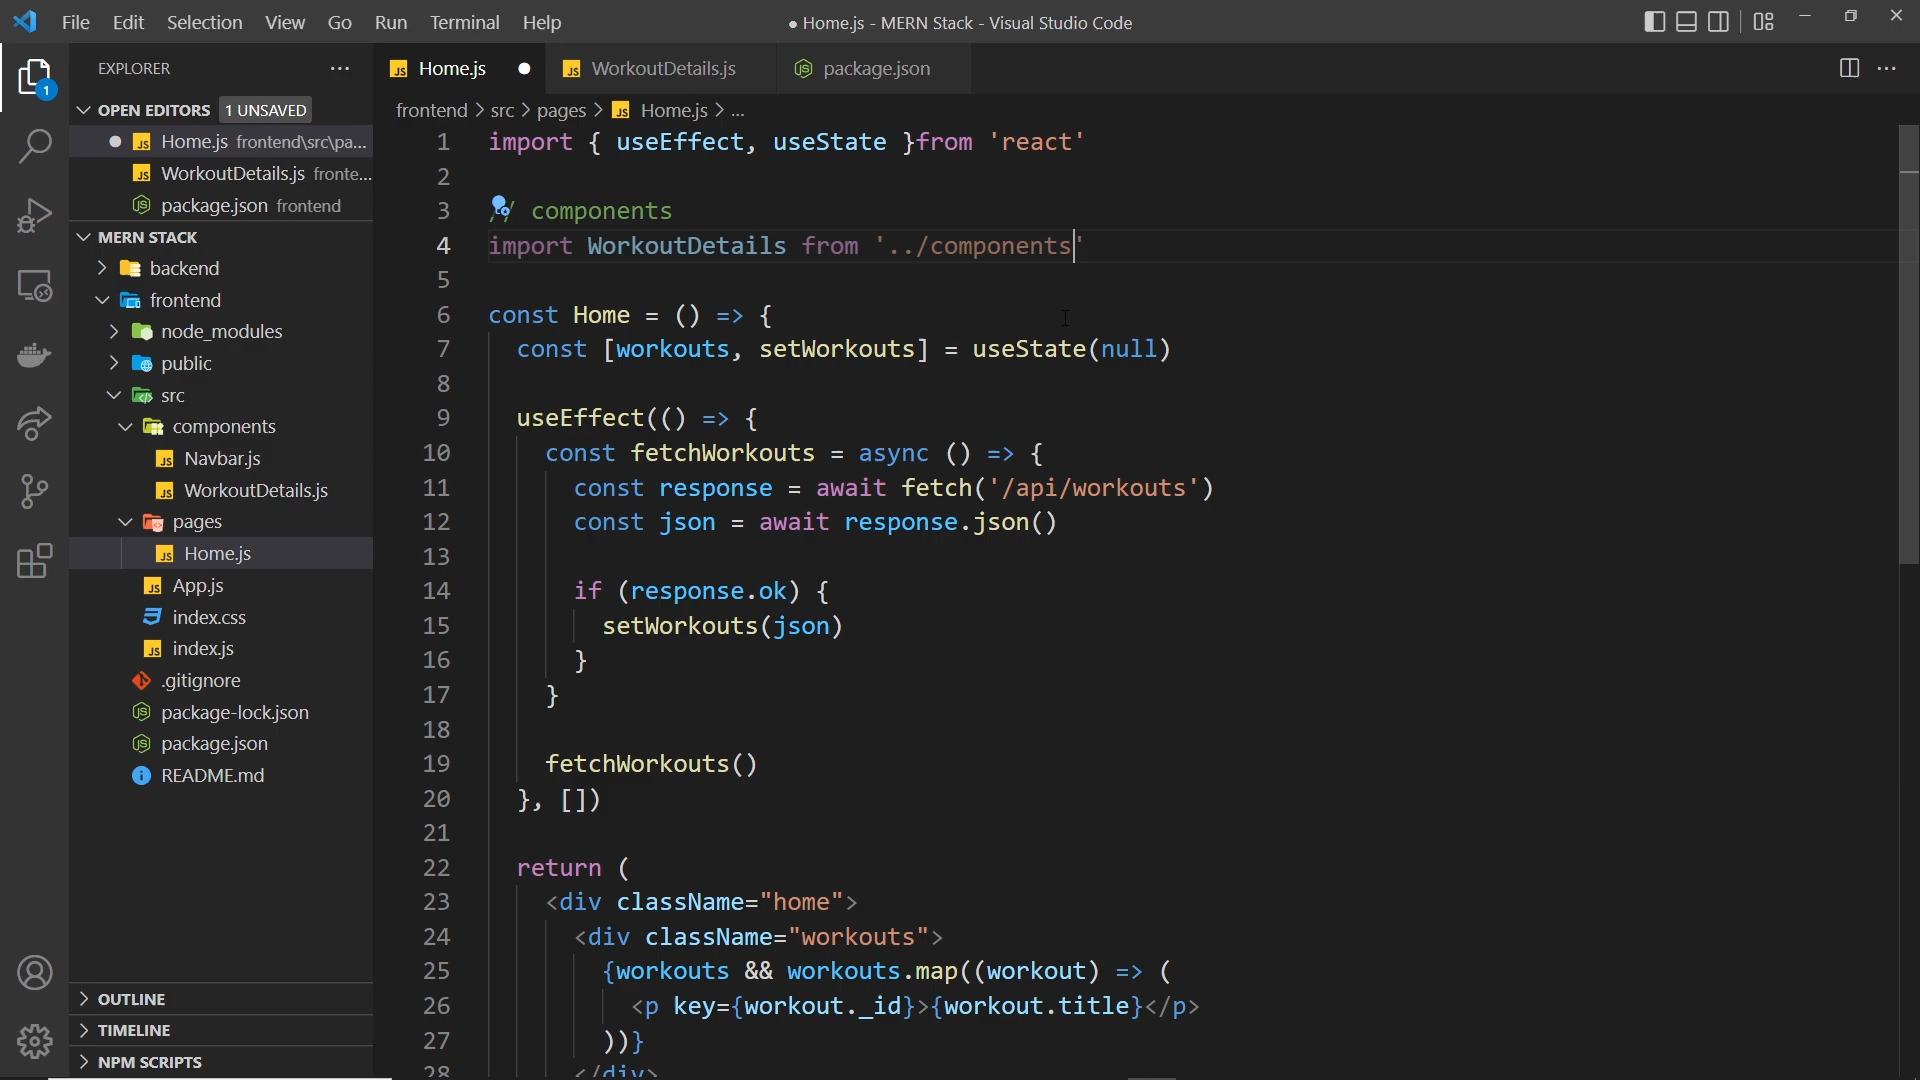 File Edit Selection View Go Run Terminal Help
● Home.js - MERN Stack - Visual Studio Code
EXPLORER
OPEN EDITORS 1 UNSAVED
Home.js frontend\src\pa...
WorkoutDetails.js fronte...
package.json frontend
MERN STACK
backend
frontend
node_modules
public
src
components
Navbar.js
WorkoutDetails.js
pages
Home.js
App.js
index.css
index.js
.gitignore
package-lock.json
package.json
README.md
OUTLINE
TIMELINE
NPM SCRIPTS
1
Home.js WorkoutDetails.js package.json
frontend > src > pages > Home.js > ...
1 import { useEffect, useState }from 'react'
2
3 // components
4 import WorkoutDetails from '../components'
5
6 const Home = () => {
7 const [workouts, setWorkouts] = useState(null)
8
9 useEffect(() => {
10 const fetchWorkouts = async () => {
11 const response = await fetch('/api/workouts')
12 const json = await response.json()
13
14 if (response.ok) {
15 setWorkouts(json)
16 }
17 }
18
19 fetchWorkouts()
20 }, [])
21
22 return (
23 <div className="home">
24 <div className="workouts">
25 {workouts && workouts.map((workout) => (
26 <p key={workout._id}>{workout.title}</p>
27 ))}
28 </div>